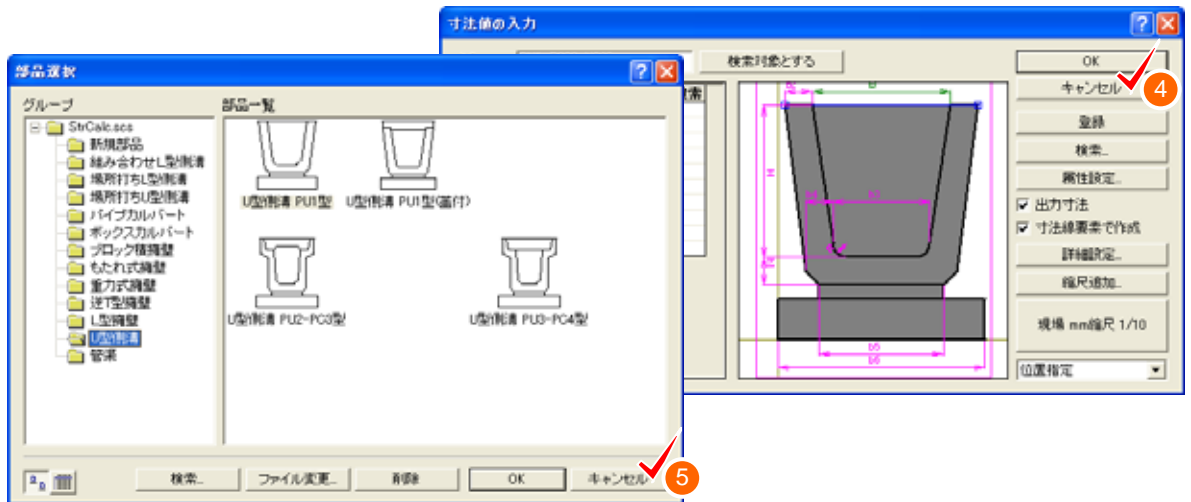 寸法値の入力
検索対象とする
OK
キャンセル
4
登録
検索...
属性設定...
出力寸法
寸法線要素で作成
詳細設定...
縮尺追加...
現場 mm縮尺 1/10
位置指定
索
H
b5
b6
部品選択
グループ
部品一覧
StrCalc.scs
新規部品
組み合わせL型側溝
場所打ちL型側溝
場所打ちU型側溝
パイプカルバート
ボックスカルバート
ブロック積擁壁
もたれ式擁壁
重力式擁壁
逆T型擁壁
L型擁壁
U型側溝
管渠
U型側溝 PU1型
U型側溝 PU1型(蓋付)
U型側溝 PU2-PC3型
U型側溝 PU3-PC4型
検索...
ファイル変更...
削除
OK
キャンセル
5